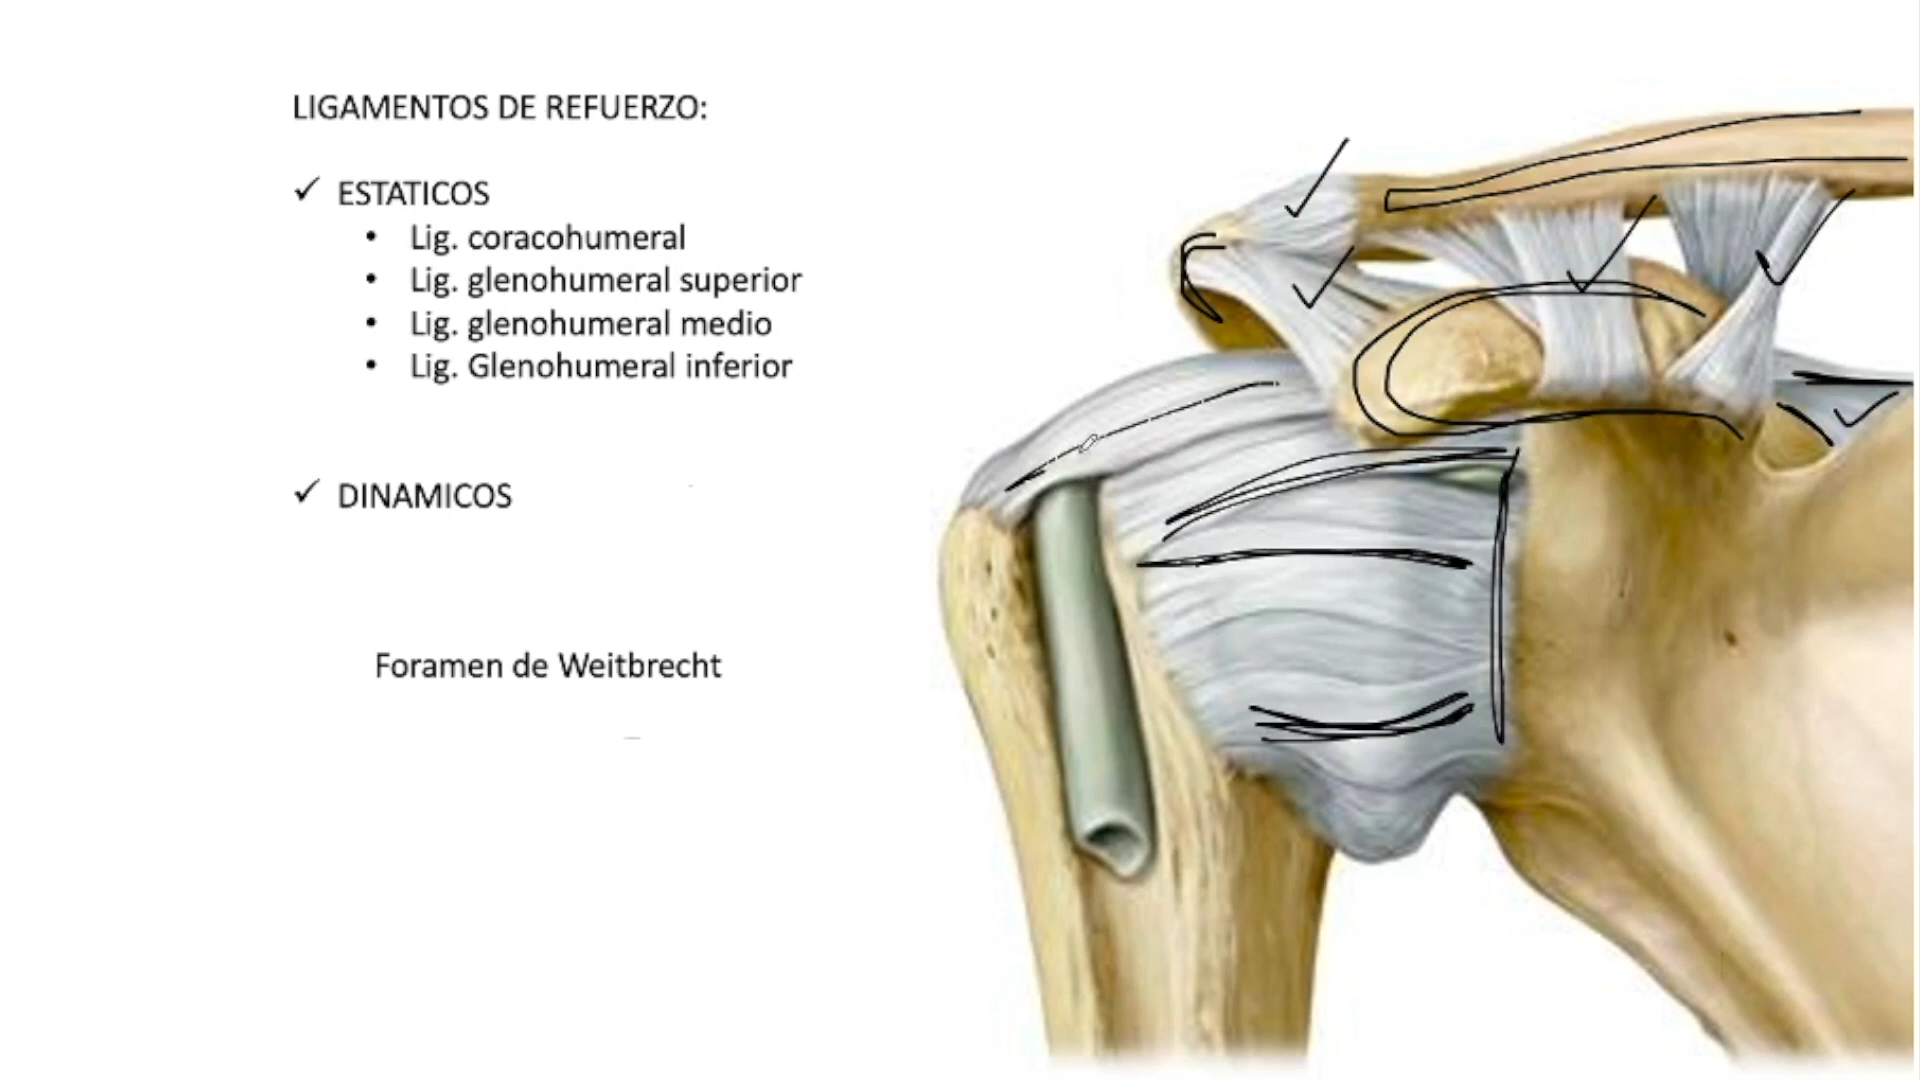 LIGAMENTOS DE REFUERZO:
✓ ESTATICOS
• Lig. coracohumeral
• Lig. glenohumeral superior
• Lig. glenohumeral medio
• Lig. Glenohumeral inferior
✓ DINAMICOS
Foramen de Weitbrecht